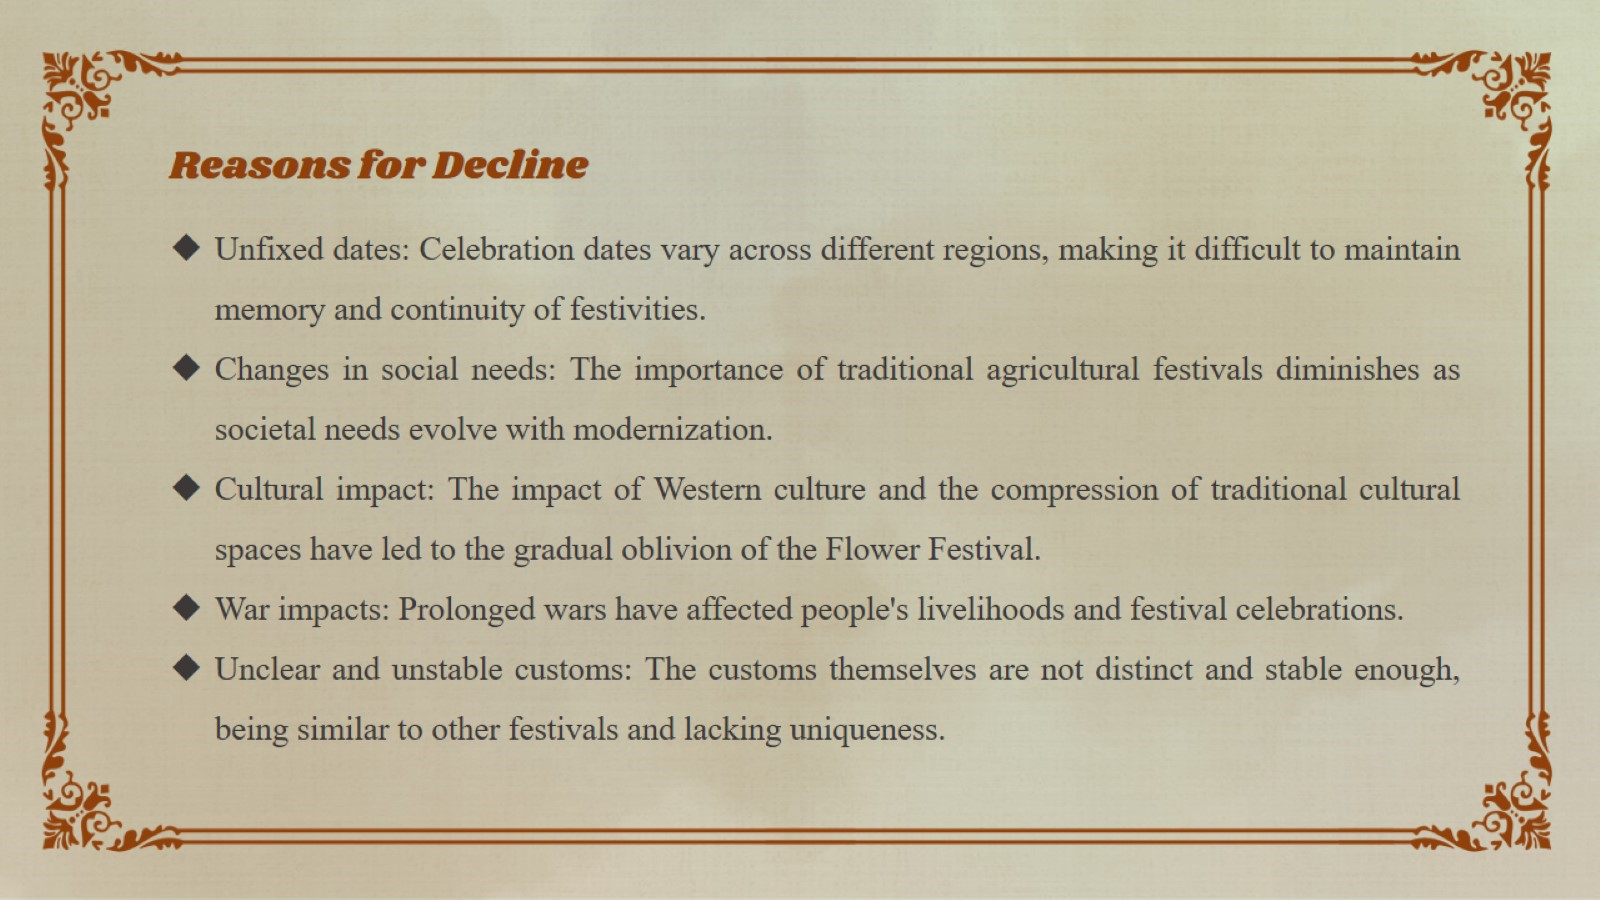 Reasons for Decline
◆ Unfixed dates: Celebration dates vary across different regions, making it difficult to maintain
memory and continuity of festivities.
◆ Changes in social needs: The importance of traditional agricultural festivals diminishes as
societal needs evolve with modernization.
◆ Cultural impact: The impact of Western culture and the compression of traditional cultural
spaces have led to the gradual oblivion of the Flower Festival.
◆ War impacts: Prolonged wars have affected people's livelihoods and festival celebrations.
◆ Unclear and unstable customs: The customs themselves are not distinct and stable enough,
being similar to other festivals and lacking uniqueness.